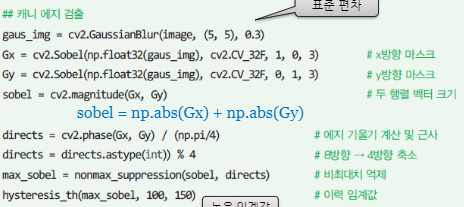 표준 편차
## 캐니 에지 검출
gaus_img = cv2.GaussianBlur(image, (5, 5), 0.3)
Gx = cv2.Sobel(np.float32(gaus_img), cv2.CV_32F, 1, 0, 3) # x방향 마스크
Gy = cv2.Sobel(np.float32(gaus_img), cv2.CV_32F, 0, 1, 3) # y방향 마스크
sobel = cv2.magnitude(Gx, Gy) # 두 행렬 벡터 크기
sobel = np.abs(Gx) + np.abs(Gy)
directs = cv2.phase(Gx, Gy) / (np.pi/4) # 에지 기울기 계산 및 근사
directs = directs.astype(int)) % 4 # 8방향 → 4방향 축소
max_sobel = nonmax_suppression(sobel, directs) # 비최대치 억제
hysteresis_th(max_sobel, 100, 150) # 이력 임계값
높은 임계값